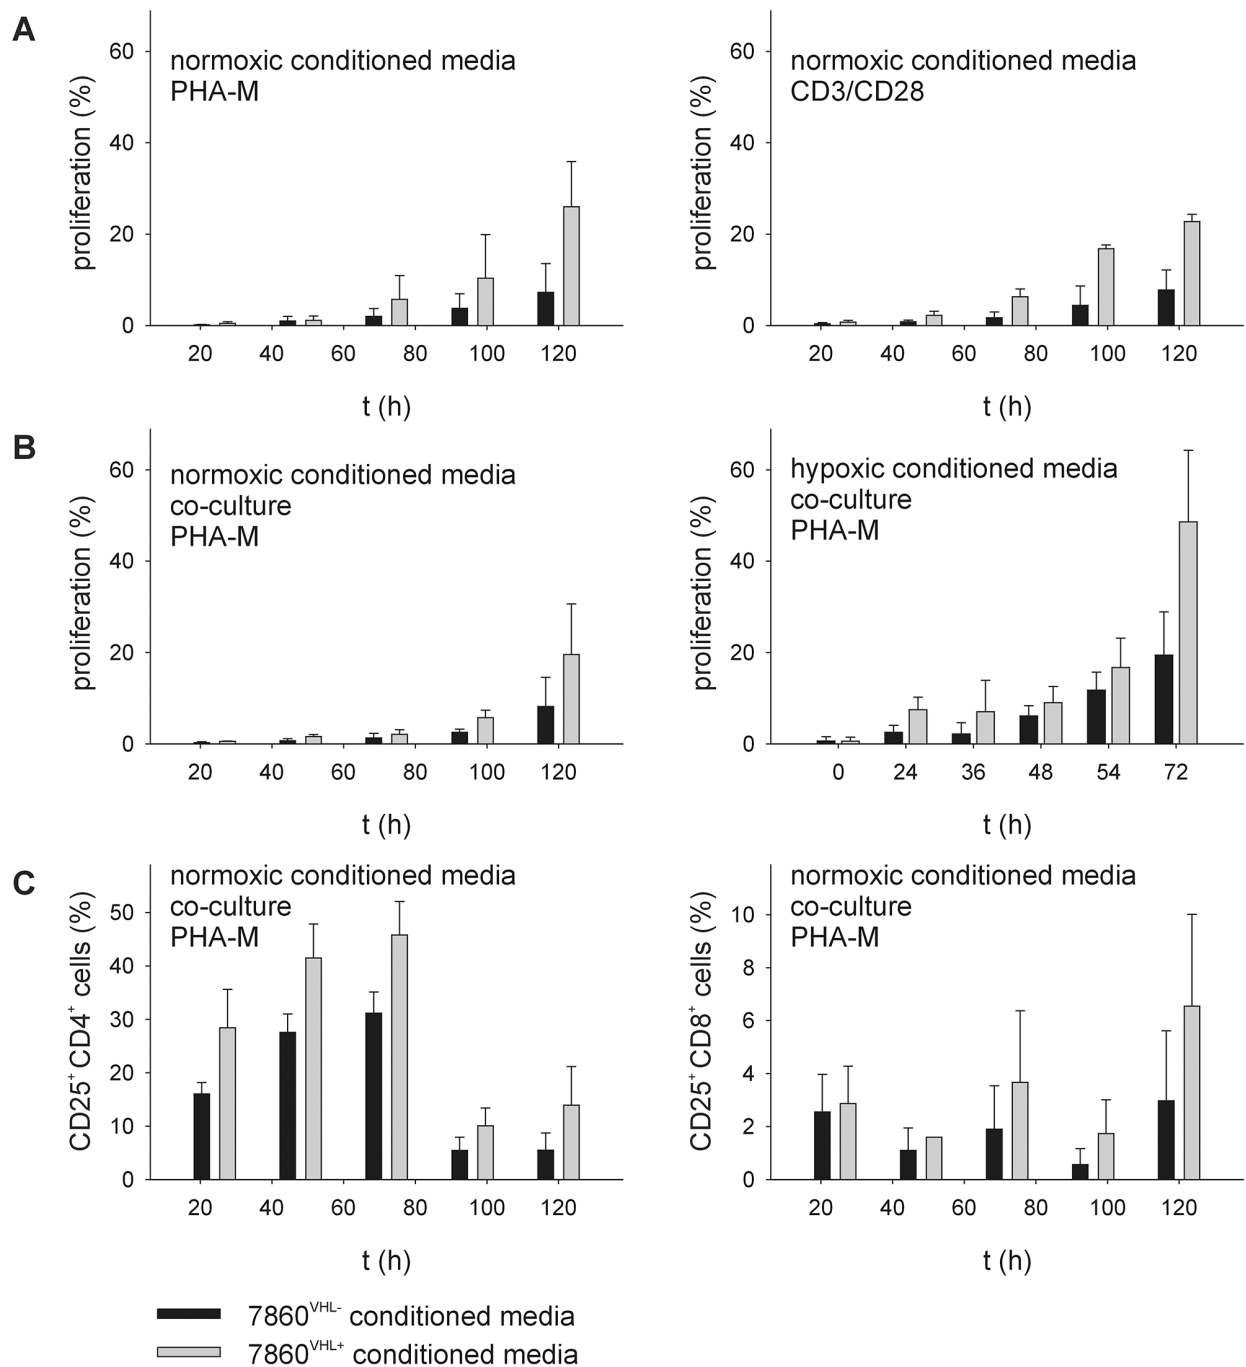 A
normoxic conditioned media
PHA-M
proliferation (%)
60
40
20
0
20 40 60 80 100 120
t (h)
normoxic conditioned media
CD3/CD28
proliferation (%)
60
40
20
0
20 40 60 80 100 120
t (h)
B
normoxic conditioned media
co-culture
PHA-M
proliferation (%)
60
40
20
0
20 40 60 80 100 120
t (h)
hypoxic conditioned media
co-culture
PHA-M
proliferation (%)
60
40
20
0
0 24 36 48 54 72
t (h)
C
normoxic conditioned media
co-culture
PHA-M
CD25⁺CD4⁺ cells (%)
50
40
30
20
10
0
20 40 60 80 100 120
t (h)
normoxic conditioned media
co-culture
PHA-M
CD25⁺CD8⁺ cells (%)
10
8
6
4
2
0
20 40 60 80 100 120
t (h)
7860ⱽᴴᴸ⁻ conditioned media
7860ⱽᴴᴸ⁺ conditioned media